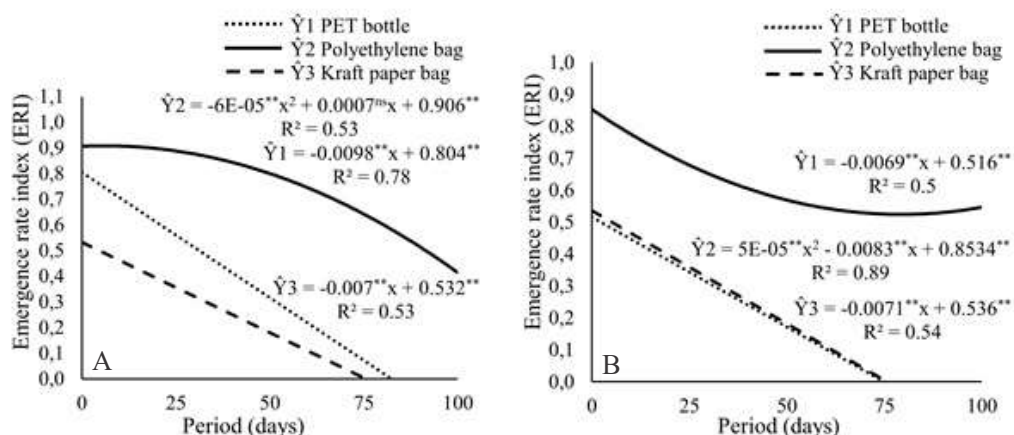 Ŷ1 PET bottle
Ŷ2 Polyethylene bag
Ŷ3 Kraft paper bag
Emergence rate index (ERI)
1,1
1,0
0,9
0,8
0,7
0,6
0,5
0,4
0,3
0,2
0,1
0,0
Ŷ2 = -6E-05**x² + 0.0007ⁿˢx + 0.906**
R² = 0.53
Ŷ1 = -0.0098**x + 0.804**
R² = 0.78
Ŷ3 = -0.007**x + 0.532**
R² = 0.53
A
0 25 50 75 100
Period (days)
Ŷ1 PET bottle
Ŷ2 Polyethylene bag
Ŷ3 Kraft paper bag
Emergence rate index (ERI)
1,0
0,9
0,8
0,7
0,6
0,5
0,4
0,3
0,2
0,1
0,0
Ŷ1 = -0.0069**x + 0.516**
R² = 0.5
Ŷ2 = 5E-05**x² - 0.0083**x + 0.8534**
R² = 0.89
Ŷ3 = -0.0071**x + 0.536**
R² = 0.54
B
0 25 50 75 100
Period (days)